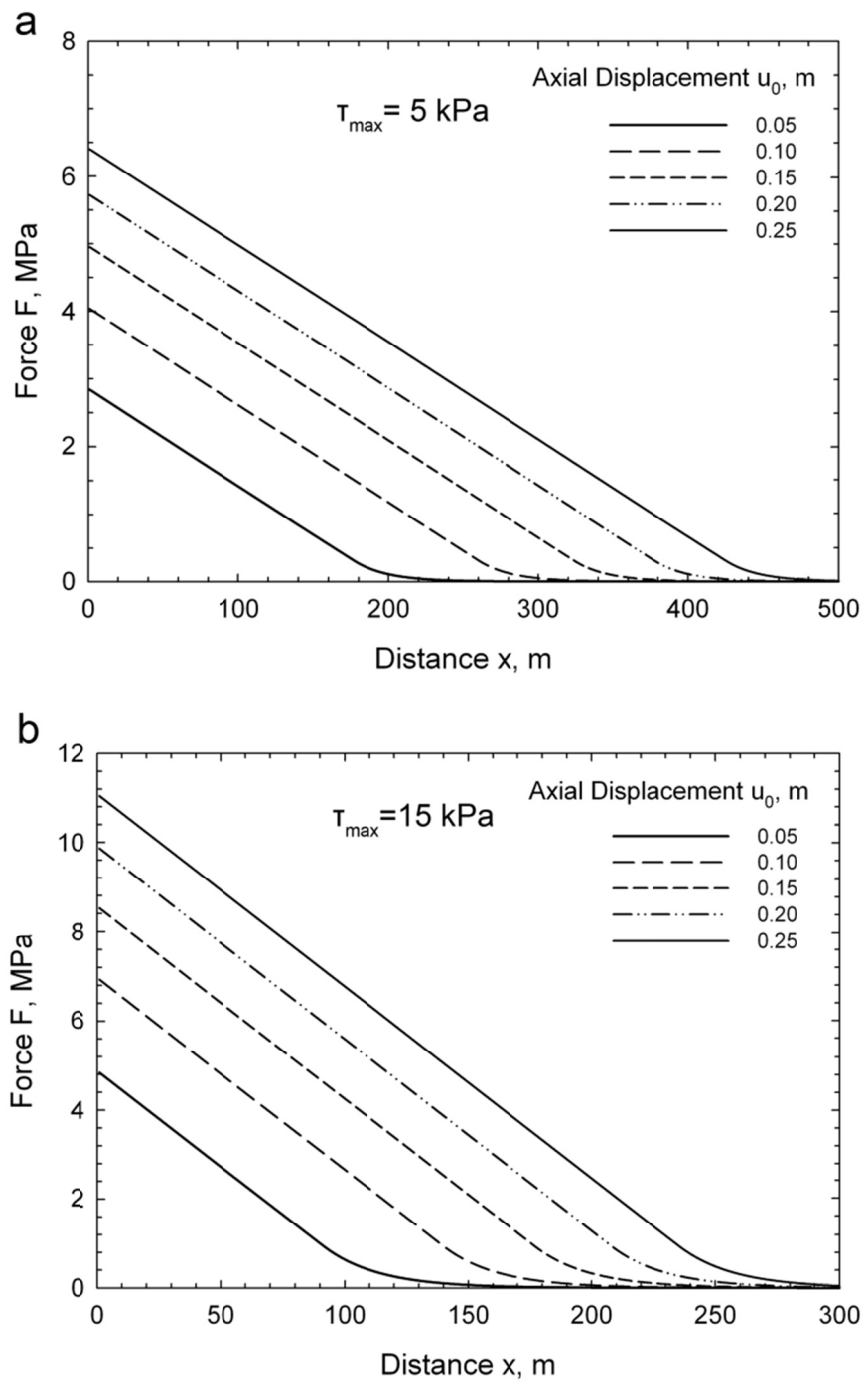 a
8
6
4
2
0
Force F, MPa
τmax= 5 kPa
Axial Displacement u0, m
0.05
0.10
0.15
0.20
0.25
0 100 200 300 400 500
Distance x, m
b
12
10
8
6
4
2
0
Force F, MPa
τmax=15 kPa
Axial Displacement u0, m
0.05
0.10
0.15
0.20
0.25
0 50 100 150 200 250 300
Distance x, m